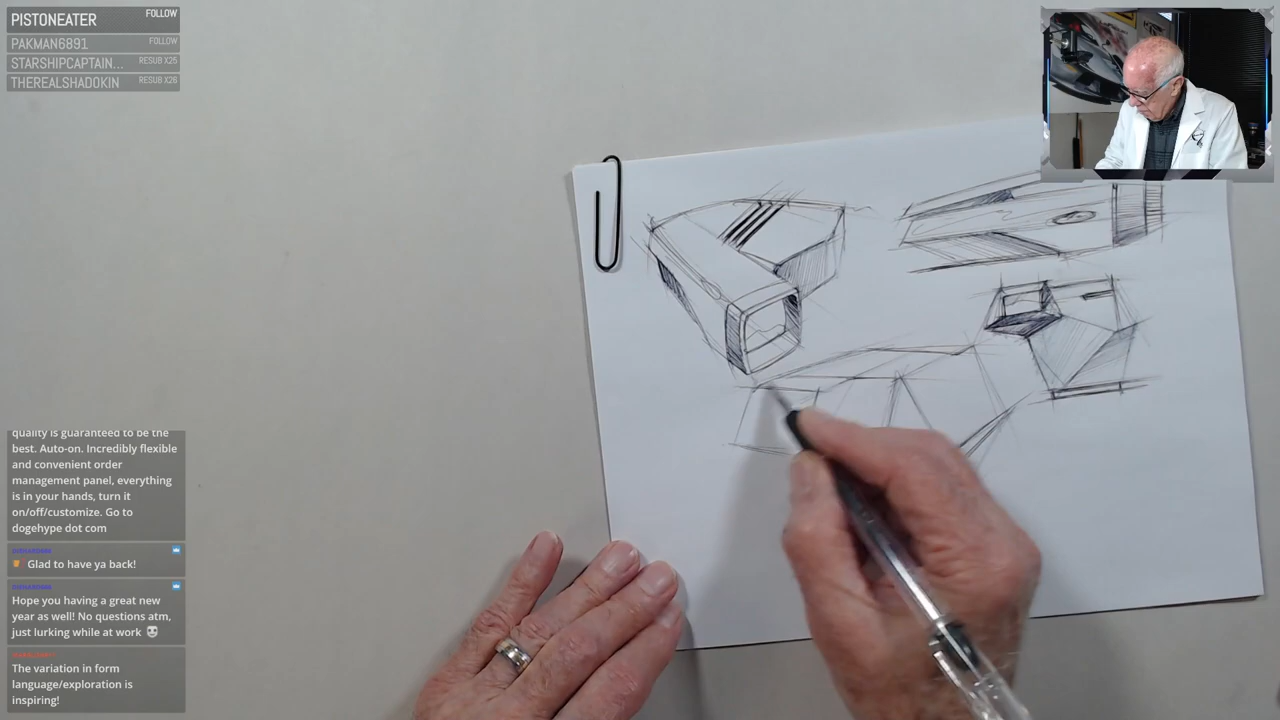 PISTONEATER FOLLOW
PAKMAN6891 FOLLOW
STARSHIPCAPTAIN... RESUB X25
THEREALSHADOKIN RESUB X26
quality is guaranteed to be the
best. Auto-on. Incredibly flexible
and convenient order
management panel, everything
is in your hands, turn it
on/off/customize. Go to
dogehype dot com
Glad to have ya back!
Hope you having a great new
year as well! No questions atm,
just lurking while at work
The variation in form
language/exploration is
inspiring!